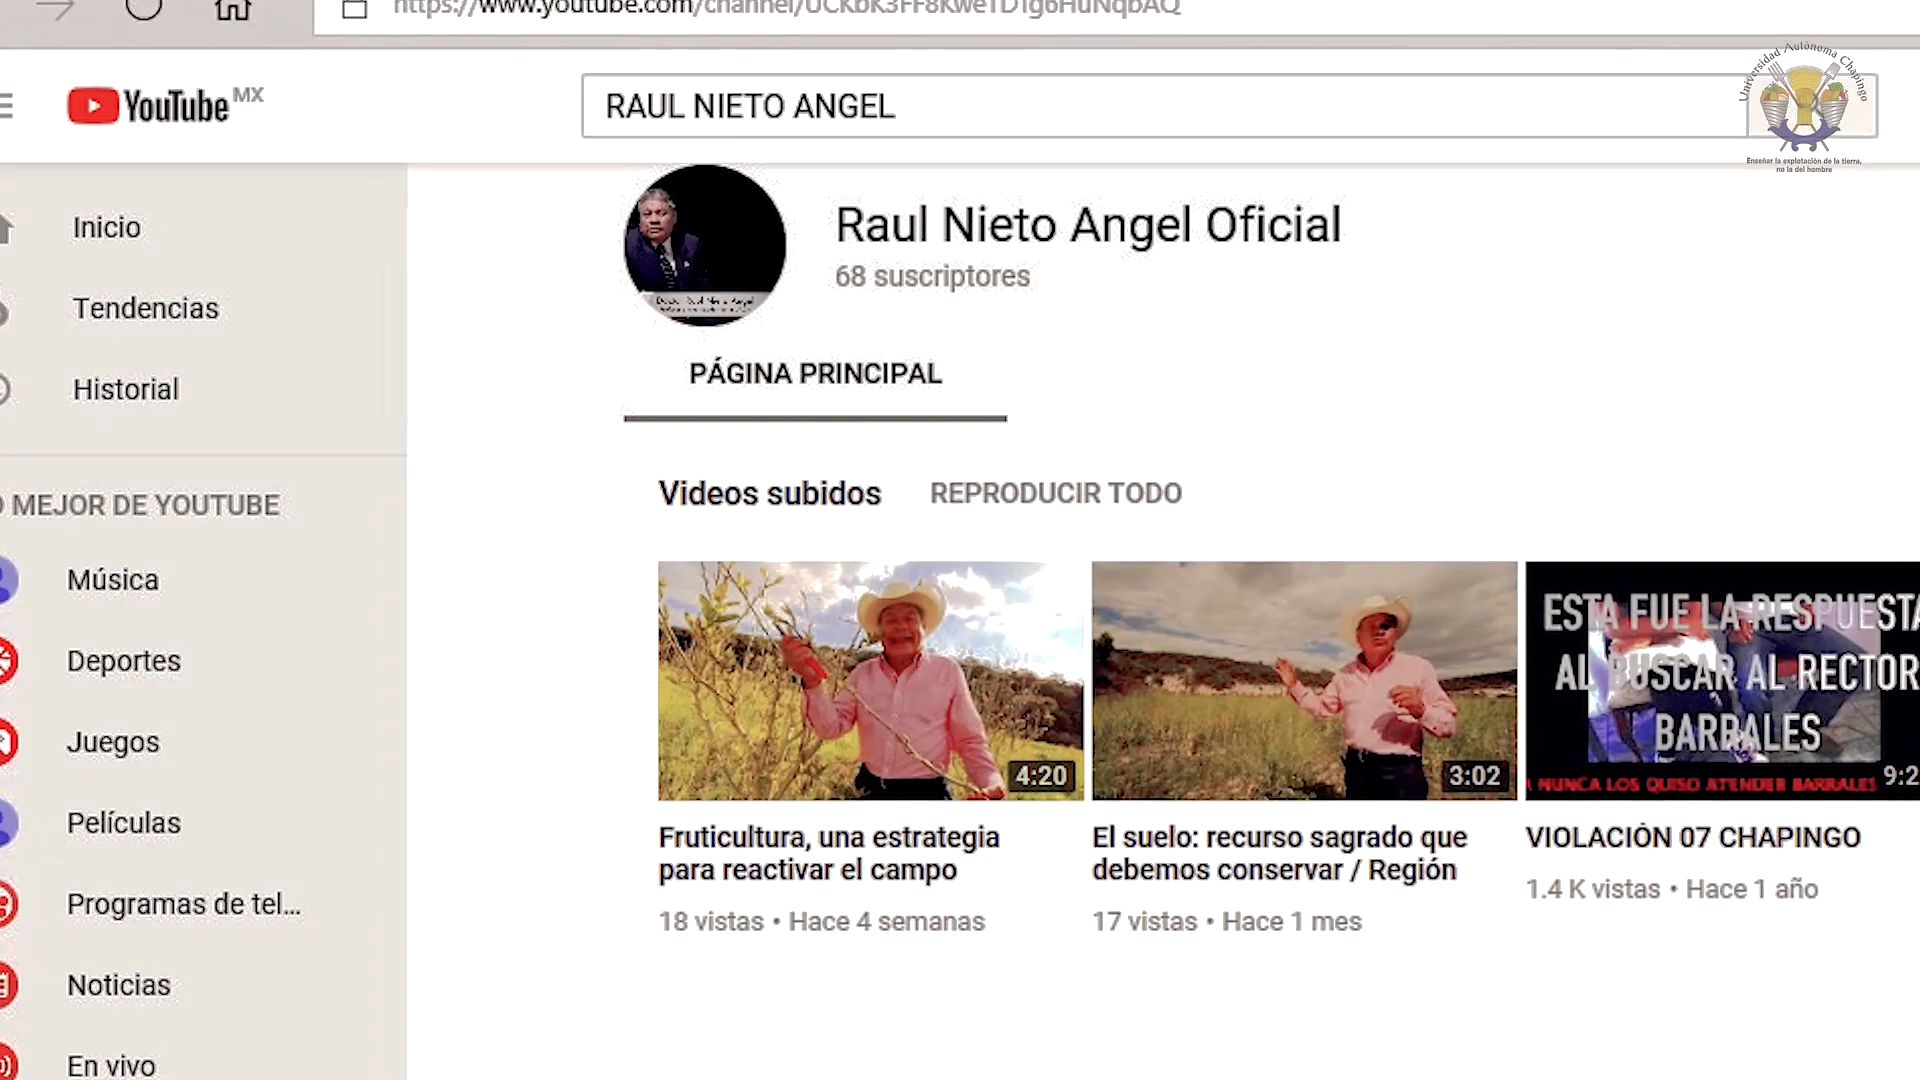 www.youtube.com/channel/
YouTube MX
RAUL NIETO ANGEL
Universidad Autónoma Chapingo
Enseñar la explotación de la tierra,
no la del hombre
Inicio
Tendencias
Historial
MEJOR DE YOUTUBE
Música
Deportes
Juegos
Películas
Programas de tel...
Noticias
En vivo
Raul Nieto Angel Oficial
68 suscriptores
PÁGINA PRINCIPAL
Videos subidos REPRODUCIR TODO
4:20
Fruticultura, una estrategia
para reactivar el campo
18 vistas • Hace 4 semanas
3:02
El suelo: recurso sagrado que
debemos conservar / Región
17 vistas • Hace 1 mes
ESTA FUE LA RESPUESTA
AL BUSCAR AL RECTOR
BARRALES
NUNCA LOS QUISO ATENDER BARRALES
9:2
VIOLACIÓN 07 CHAPINGO
1.4 K vistas • Hace 1 año